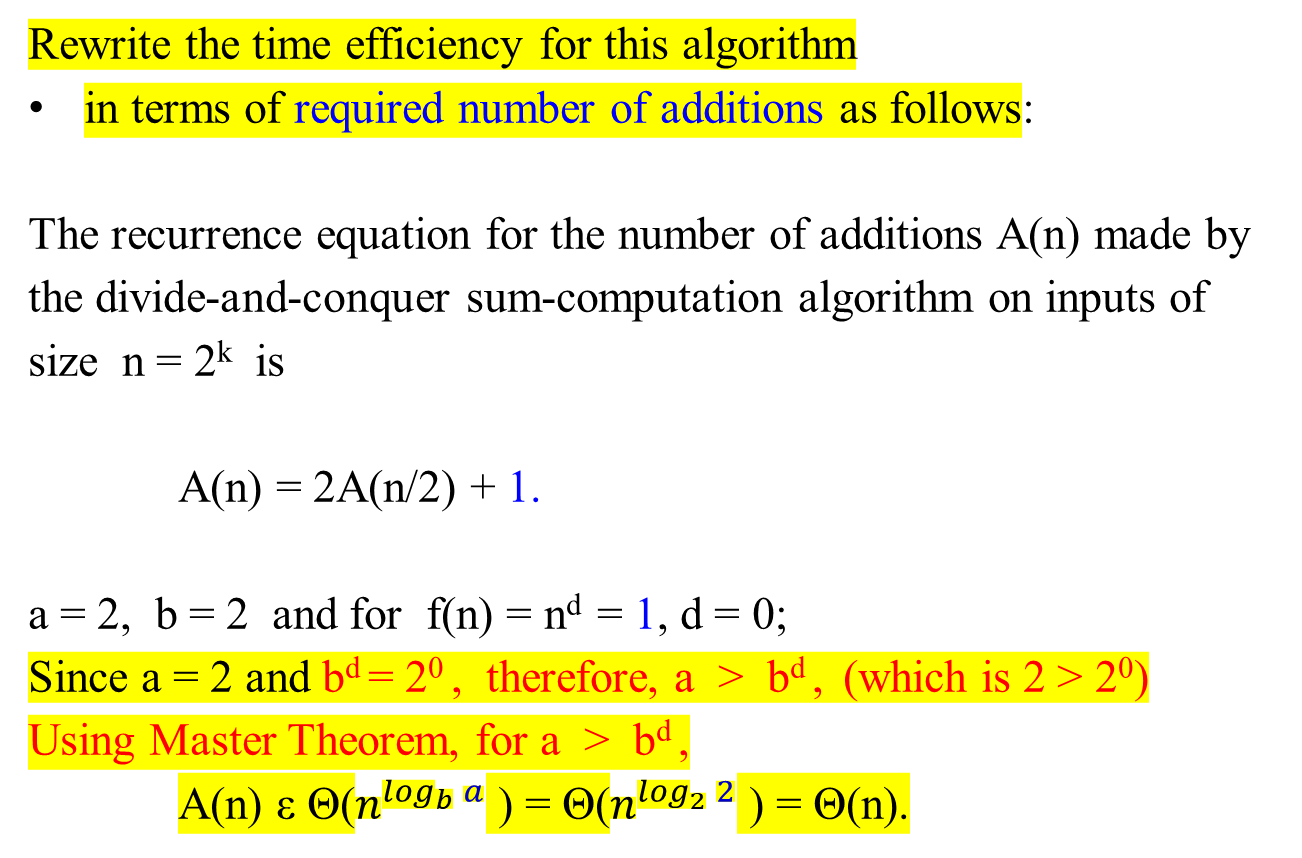 Rewrite the time efficiency for this algorithm
• in terms of required number of additions as follows:
The recurrence equation for the number of additions A(n) made by
the divide-and-conquer sum-computation algorithm on inputs of
size n = 2ᵏ is
A(n) = 2A(n/2) + 1.
a = 2, b = 2 and for f(n) = nᵈ = 1, d = 0;
Since a = 2 and bᵈ = 2⁰ , therefore, a > bᵈ , (which is 2 > 2⁰)
Using Master Theorem, for a > bᵈ ,
A(n) ε Θ(n^{log_b a} ) = Θ(n^{log_2 2} ) = Θ(n).